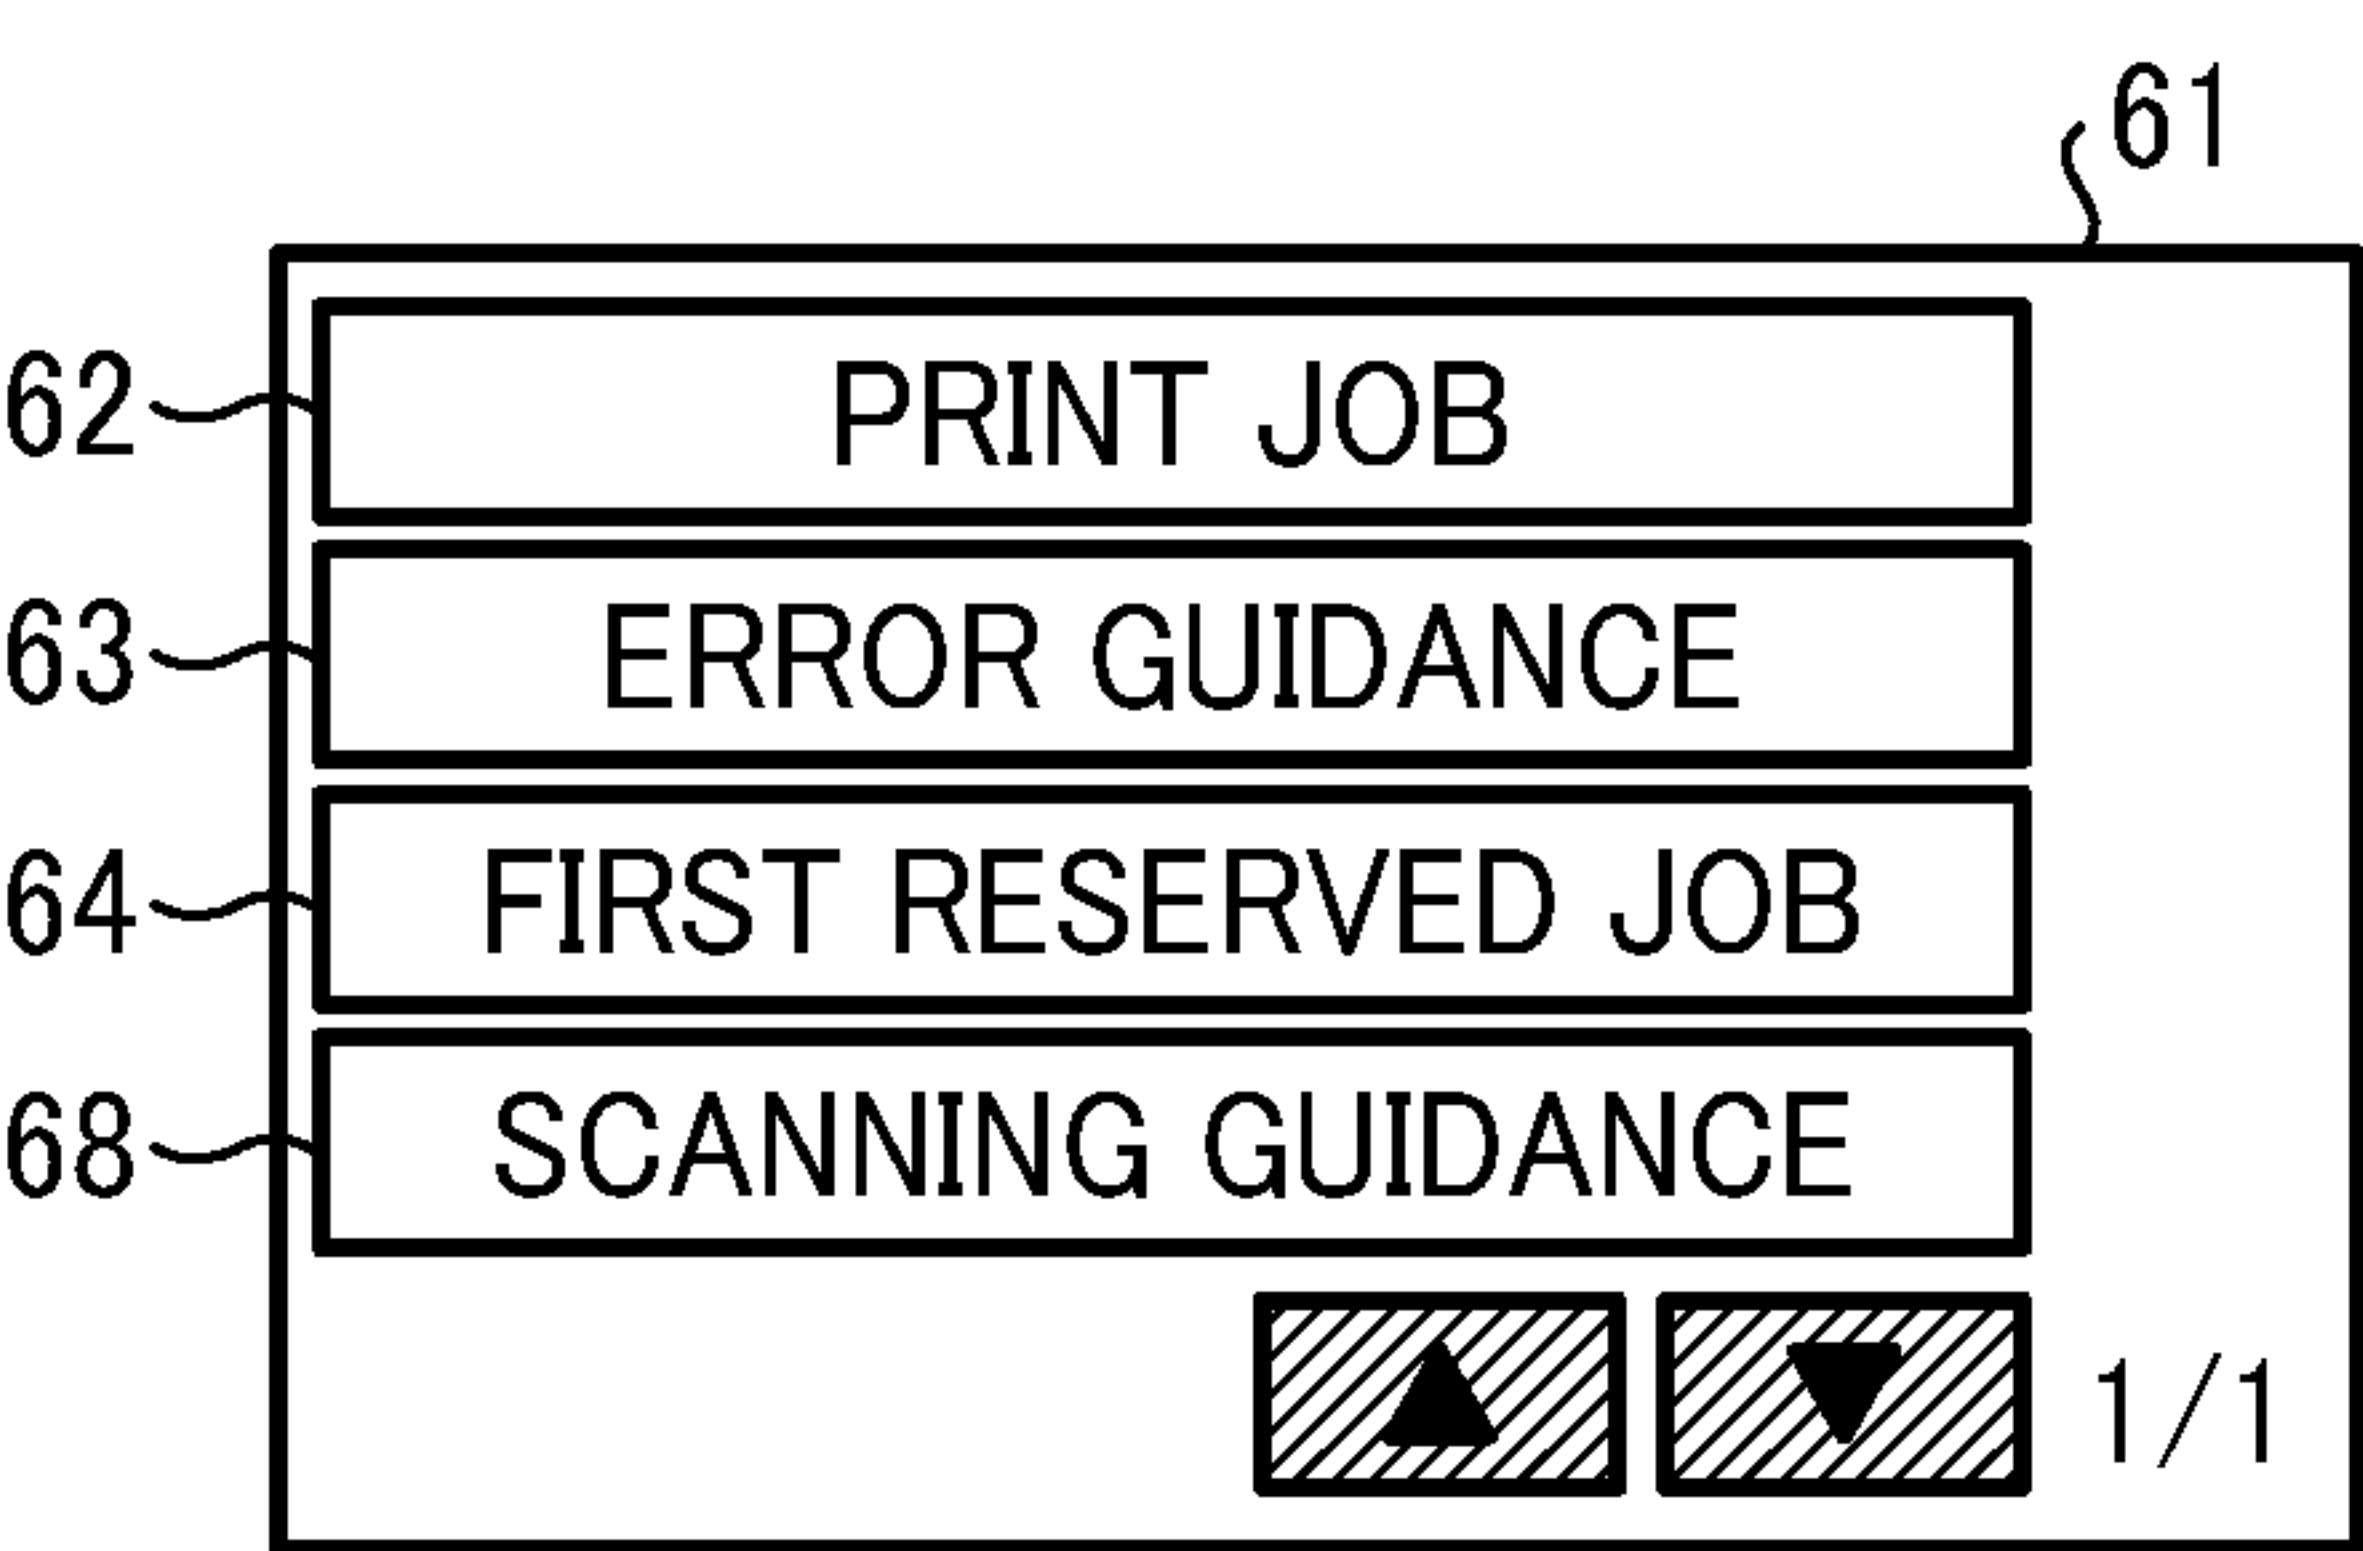 61
62 PRINT JOB
63 ERROR GUIDANCE
64 FIRST RESERVED JOB
68 SCANNING GUIDANCE
1/1